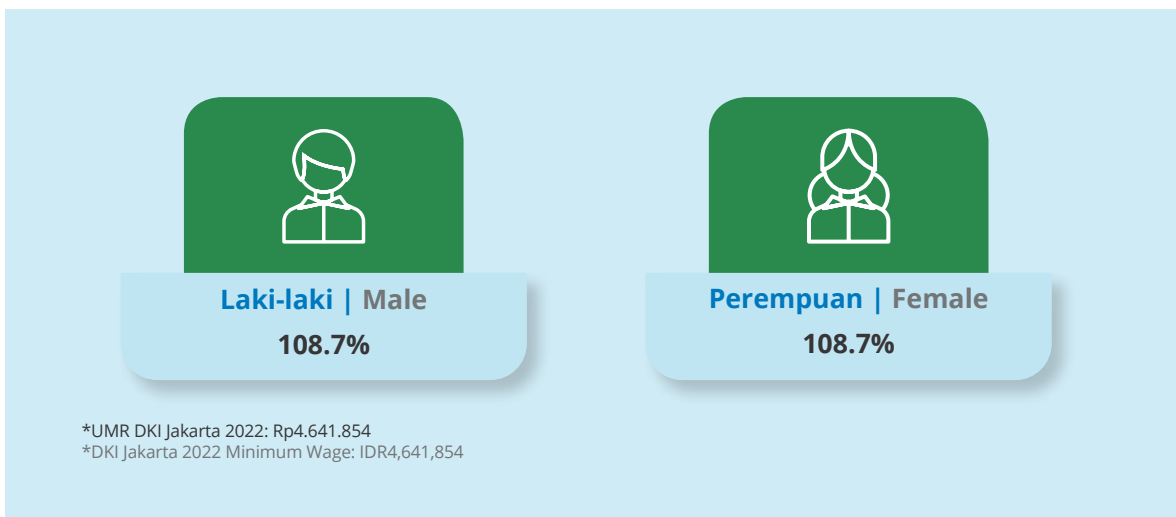 Laki-laki | Male
108.7%
Perempuan | Female
108.7%
*UMR DKI Jakarta 2022: Rp4.641.854
*DKI Jakarta 2022 Minimum Wage: IDR4,641,854